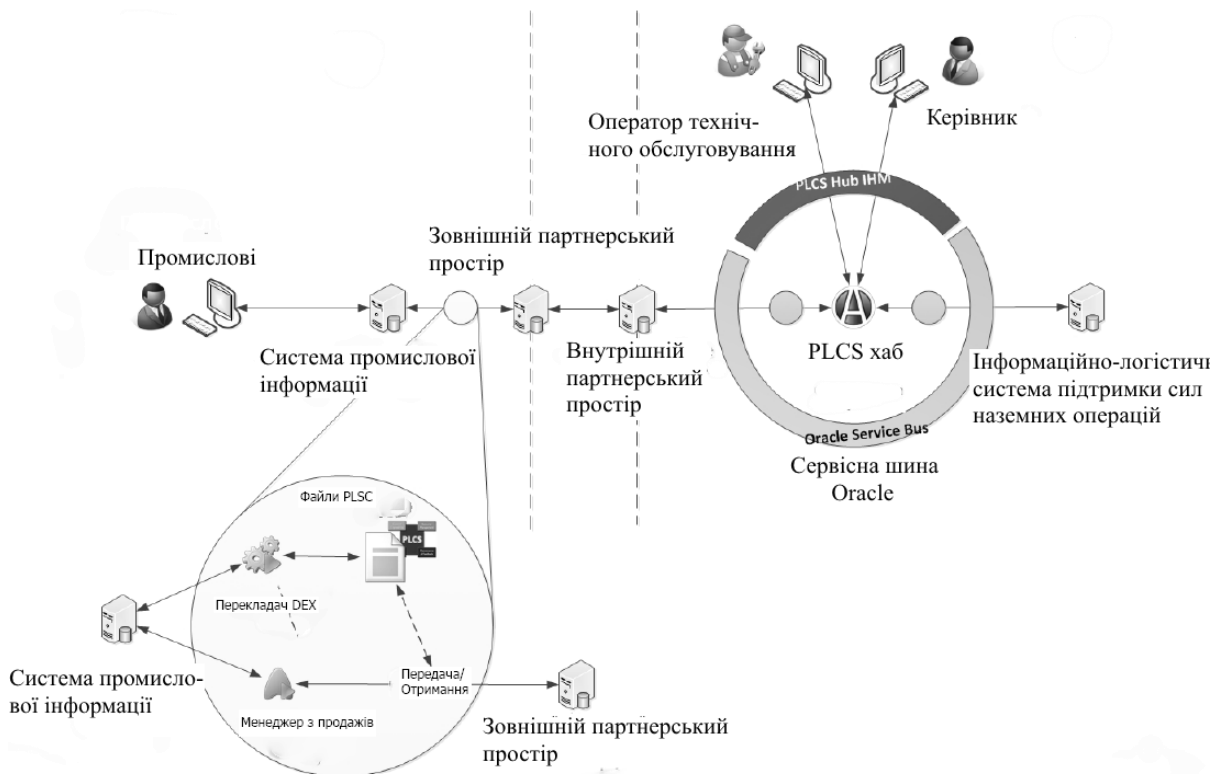 Оператор техніч-
ного обслуговування
Керівник
PLCS Hub IHM
Зовнішній партнерський
простір
Промислові
Система промислової
інформації
Внутрішній
партнерський
простір
PLCS хаб
Інформаційно-логістичн
система підтримки сил
наземних операцій
Oracle Service Bus
Сервісна шина
Oracle
Файли PLSC
PLCS
Перекладач DEX
Система промисло-
вої інформації
Передача/
Отримання
Менеджер з продажів
Зовнішній партнерський
простір